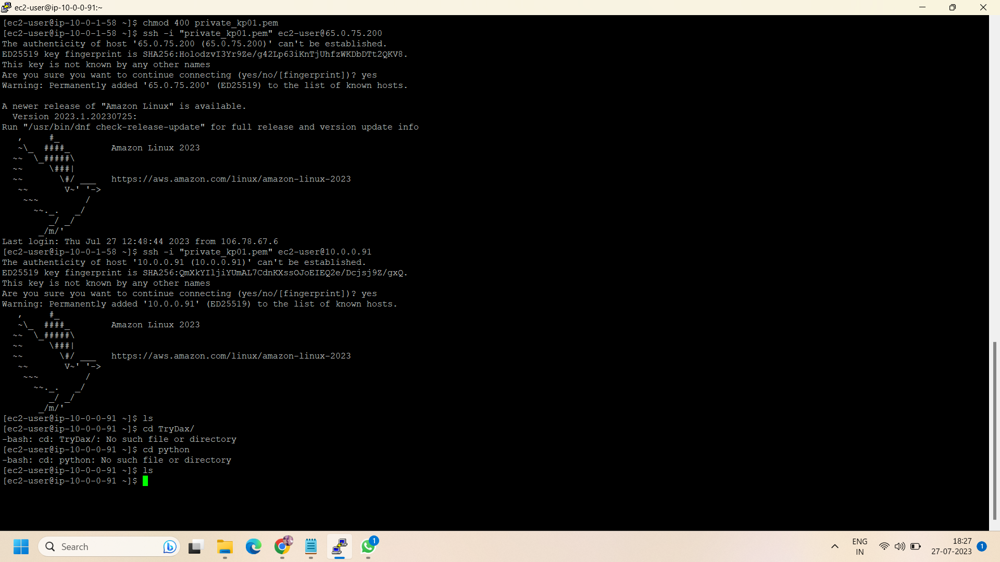 ec2-user@ip-10-0-0-91:~
[ec2-user@ip-10-0-1-58 ~]$ chmod 400 private_kp01.pem
[ec2-user@ip-10-0-1-58 ~]$ ssh -i "private_kp01.pem" ec2-user@65.0.75.200
The authenticity of host '65.0.75.200 (65.0.75.200)' can't be established.
ED25519 key fingerprint is SHA256:HolodzvI3Yr9Ze/g42Lp63iKnTjUhfzWKDbDTt2QKV8.
This key is not known by any other names
Are you sure you want to continue connecting (yes/no/[fingerprint])? yes
Warning: Permanently added '65.0.75.200' (ED25519) to the list of known hosts.
A newer release of "Amazon Linux" is available.
  Version 2023.1.20230725:
Run "/usr/bin/dnf check-release-update" for full release and version update info
   ,     #_
   ~\_  ####_        Amazon Linux 2023
  ~~  \_#####\
  ~~     \###|
  ~~       \#/ ___   https://aws.amazon.com/linux/amazon-linux-2023
   ~~       V~' '->
    ~~~         /
      ~~._.   _/
         _/ _/
       _/m/'
Last login: Thu Jul 27 12:48:44 2023 from 106.78.67.6
[ec2-user@ip-10-0-1-58 ~]$ ssh -i "private_kp01.pem" ec2-user@10.0.0.91
The authenticity of host '10.0.0.91 (10.0.0.91)' can't be established.
ED25519 key fingerprint is SHA256:QmXkYIljiYUmAL7CdnKXssOJoEIEQ2e/Dcjsj9Z/gxQ.
This key is not known by any other names
Are you sure you want to continue connecting (yes/no/[fingerprint])? yes
Warning: Permanently added '10.0.0.91' (ED25519) to the list of known hosts.
   ,     #_
   ~\_  ####_        Amazon Linux 2023
  ~~  \_#####\
  ~~     \###|
  ~~       \#/ ___   https://aws.amazon.com/linux/amazon-linux-2023
   ~~       V~' '->
    ~~~         /
      ~~._.   _/
         _/ _/
       _/m/'
[ec2-user@ip-10-0-0-91 ~]$ ls
[ec2-user@ip-10-0-0-91 ~]$ cd TryDax/
-bash: cd: TryDax/: No such file or directory
[ec2-user@ip-10-0-0-91 ~]$ cd python
-bash: cd: python: No such file or directory
[ec2-user@ip-10-0-0-91 ~]$ ls
[ec2-user@ip-10-0-0-91 ~]$
Search
1
ENG
IN
18:27
27-07-2023
1